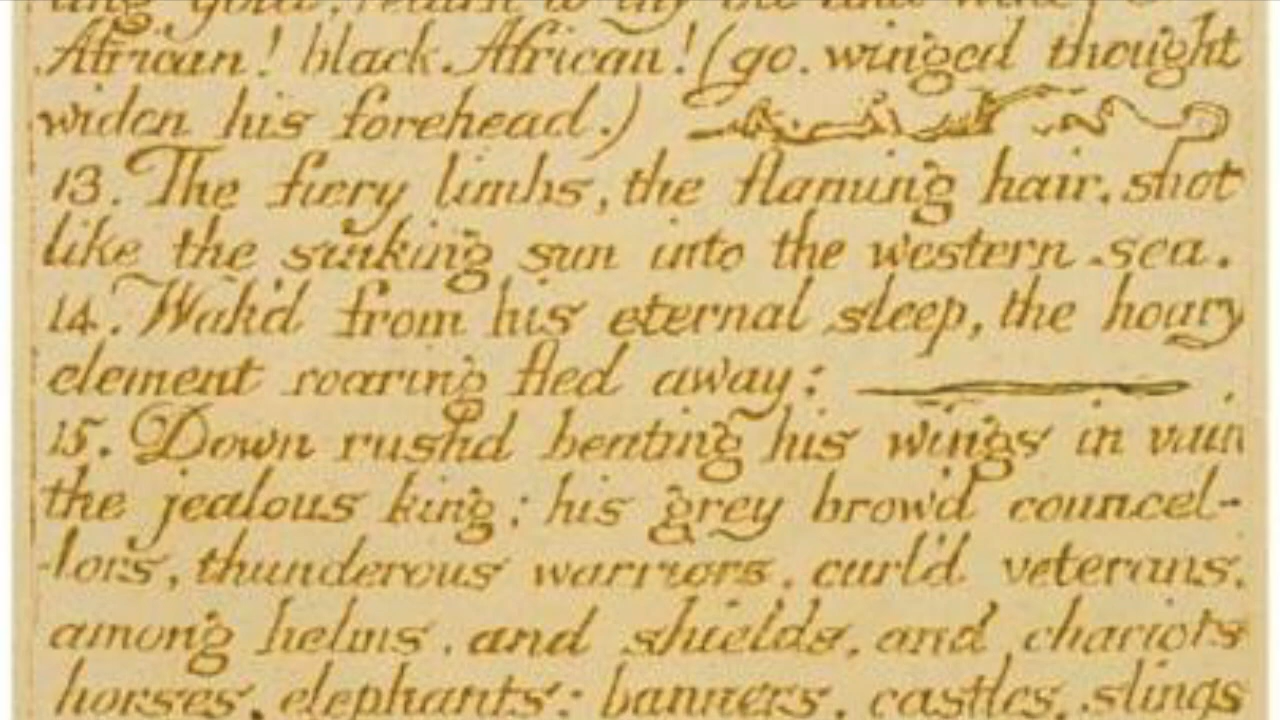 African! black African! (go. winged thought
widen his forehead.)
13. The fiery limbs, the flaming hair, shot
like the sinking sun into the western sea.
14. Wak'd from his eternal sleep, the hoary
element roaring fled away:
15. Down rushd beating his wings in vain
the jealous king; his grey brow'd councel-
-lors, thunderous warriors, curl'd veterans,
among helms, and shields, and chariots
horses, elephants: banners, castles, slings